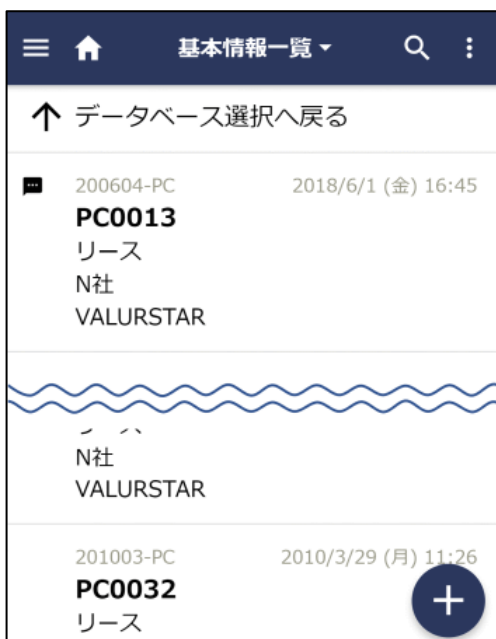 基本情報一覧
データベース選択へ戻る
200604-PC 2018/6/1 (金) 16:45
PC0013
リース
N社
VALURSTAR
N社
VALURSTAR
201003-PC 2010/3/29 (月) 11:26
PC0032
リース